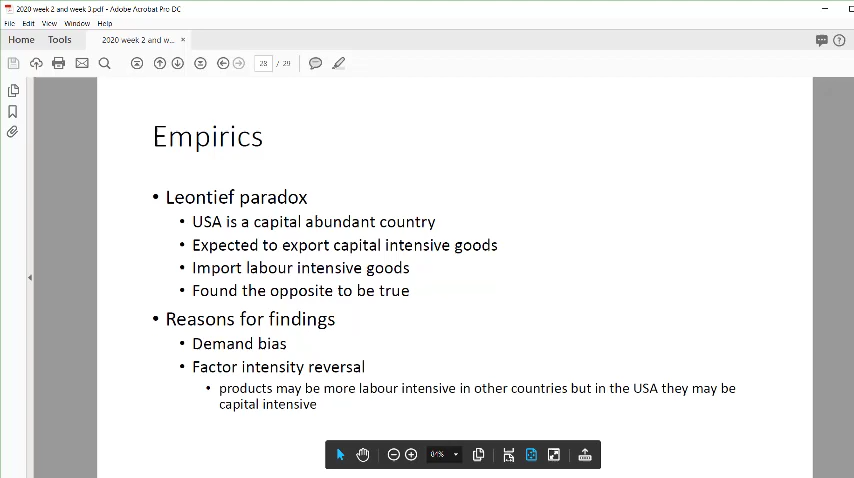 2020 week 2 and week 3.pdf - Adobe Acrobat Pro DC
File Edit View Window Help
Home Tools 2020 week 2 and w... ×
28 / 29
Empirics
• Leontief paradox
• USA is a capital abundant country
• Expected to export capital intensive goods
• Import labour intensive goods
• Found the opposite to be true
• Reasons for findings
• Demand bias
• Factor intensity reversal
• products may be more labour intensive in other countries but in the USA they may be
capital intensive
84%